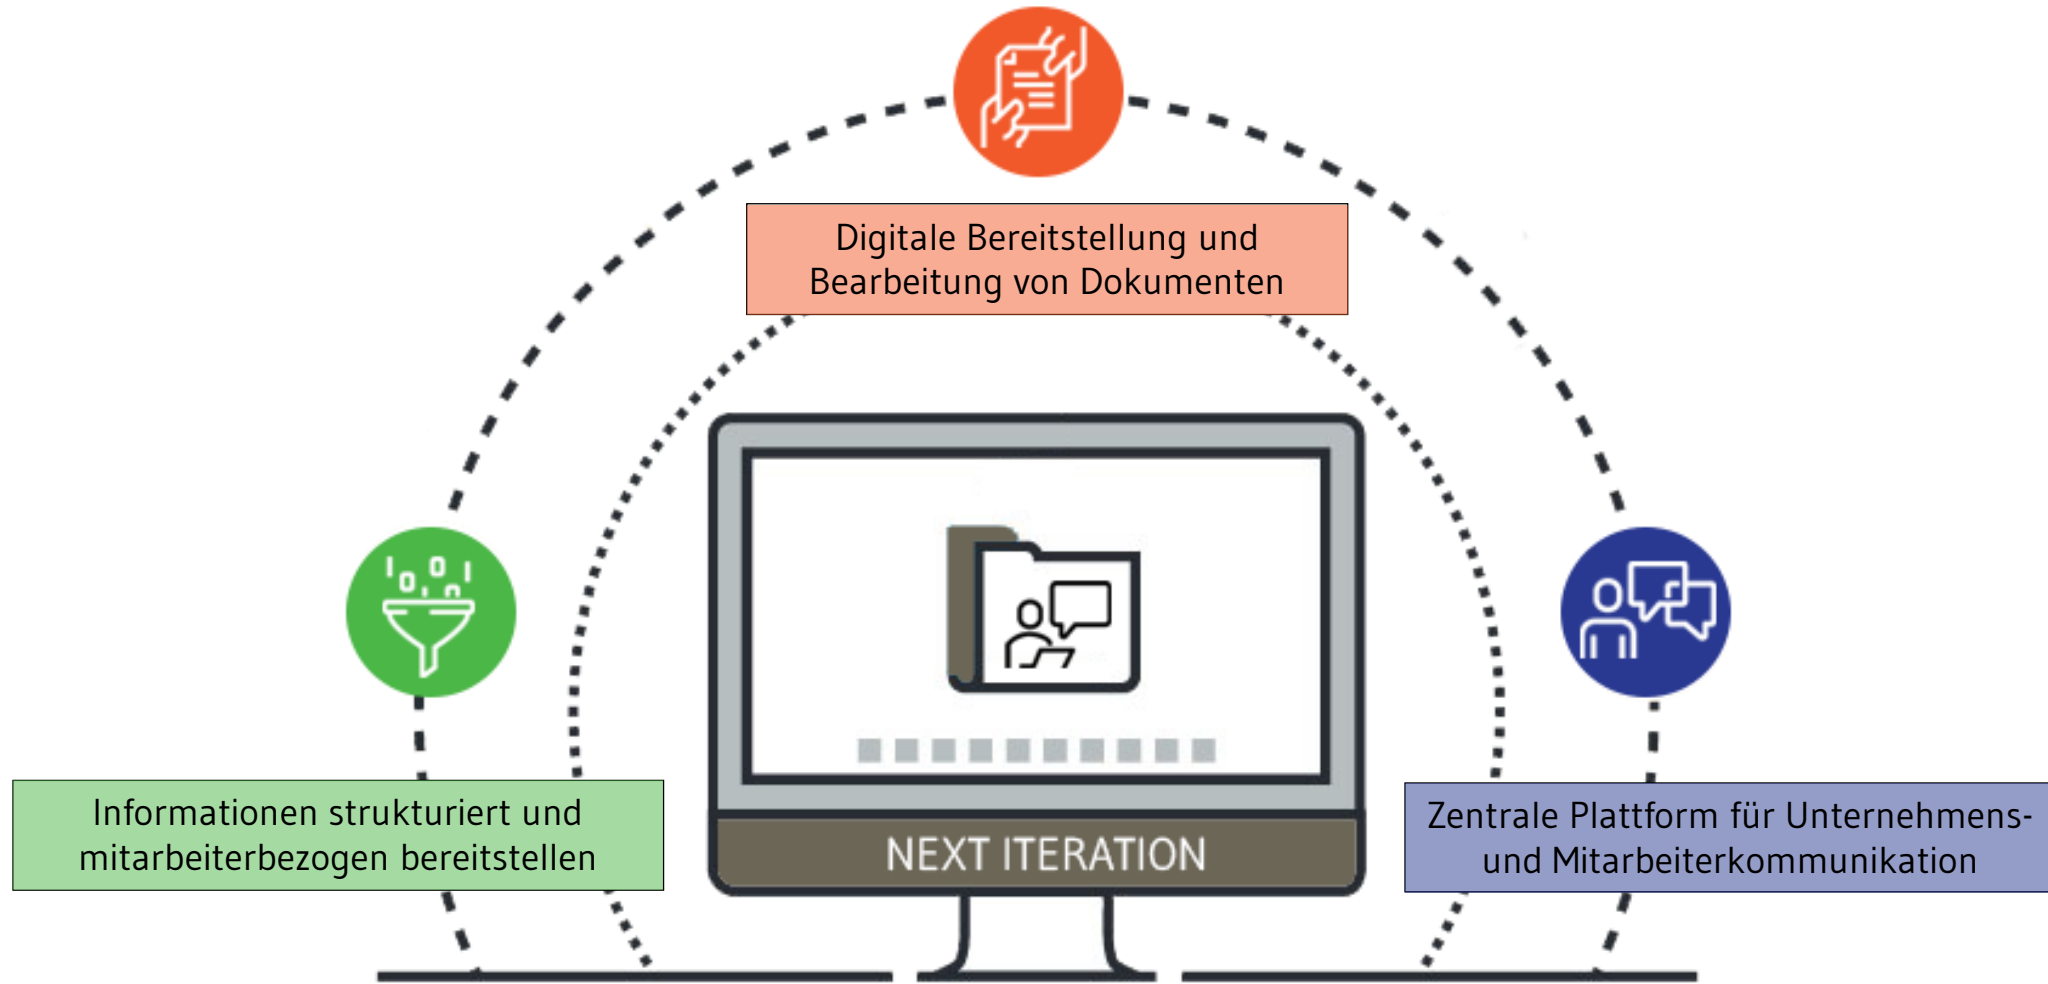 Digitale Bereitstellung und
Bearbeitung von Dokumenten
Informationen strukturiert und
mitarbeiterbezogen bereitstellen
NEXT ITERATION
Zentrale Plattform für Unternehmens-
und Mitarbeiterkommunikation